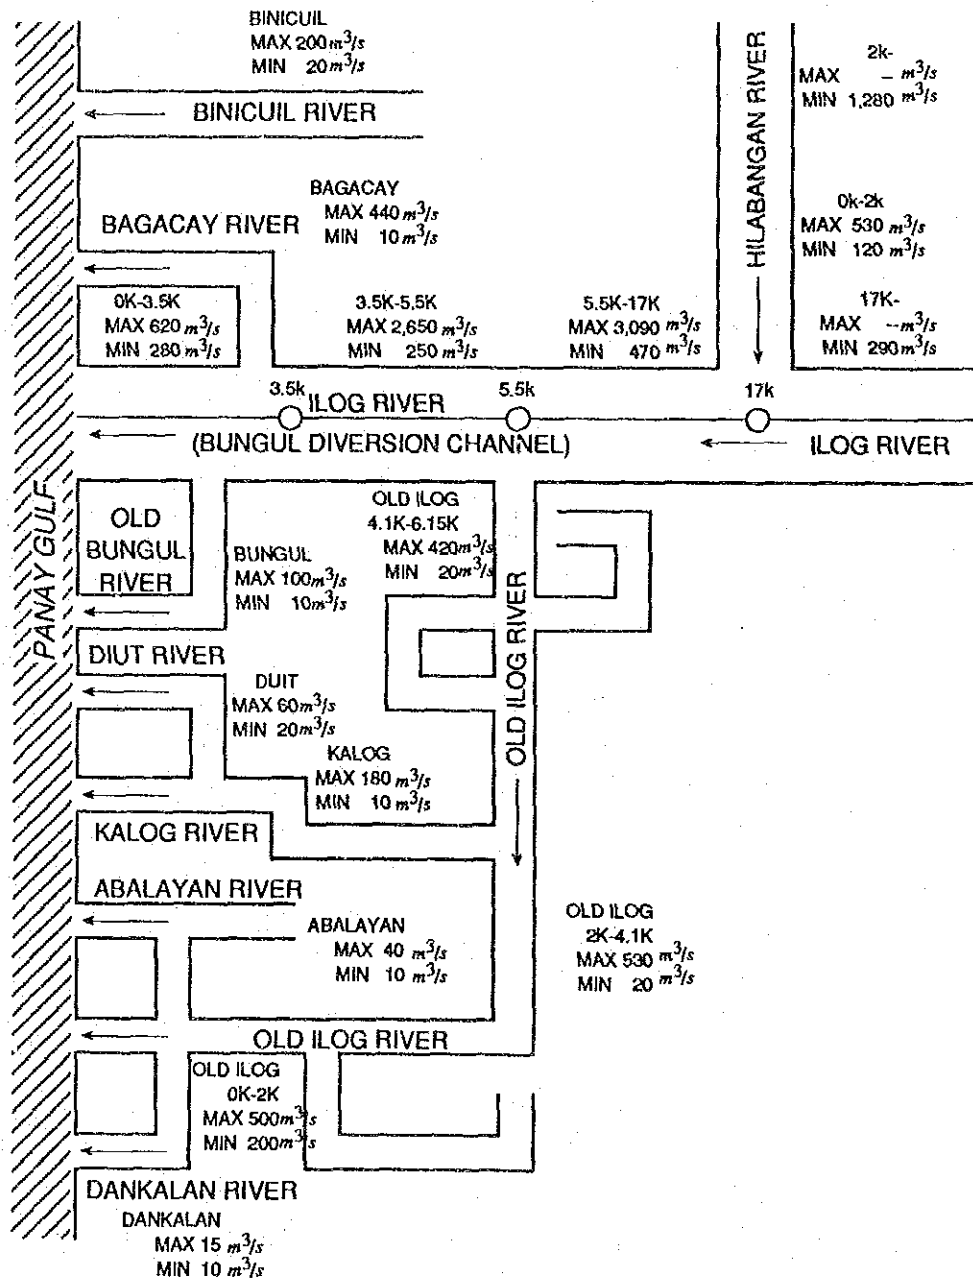 BINICUIL
MAX 200 m³/s
MIN 20 m³/s
BINICUIL RIVER
HILABANGAN RIVER
2k-
MAX – m³/s
MIN 1,280 m³/s
BAGACAY
MAX 440 m³/s
MIN 10 m³/s
BAGACAY RIVER
0k-2k
MAX 530 m³/s
MIN 120 m³/s
0K-3.5K
MAX 620 m³/s
MIN 280 m³/s
3.5K-5.5K
MAX 2,650 m³/s
MIN 250 m³/s
5.5K-17K
MAX 3,090 m³/s
MIN 470 m³/s
17K-
MAX -- m³/s
MIN 290 m³/s
3.5k
5.5k
17k
ILOG RIVER
(BUNGUL DIVERSION CHANNEL)
ILOG RIVER
PANAY GULF
OLD
BUNGUL
RIVER
OLD ILOG
4.1K-6.15K
MAX 420 m³/s
MIN 20 m³/s
BUNGUL
MAX 100 m³/s
MIN 10 m³/s
OLD ILOG RIVER
DIUT RIVER
DUIT
MAX 60 m³/s
MIN 20 m³/s
KALOG
MAX 180 m³/s
MIN 10 m³/s
KALOG RIVER
ABALAYAN RIVER
ABALAYAN
MAX 40 m³/s
MIN 10 m³/s
OLD ILOG
2K-4.1K
MAX 530 m³/s
MIN 20 m³/s
OLD ILOG RIVER
OLD ILOG
0K-2K
MAX 500 m³/s
MIN 200 m³/s
DANKALAN RIVER
DANKALAN
MAX 15 m³/s
MIN 10 m³/s